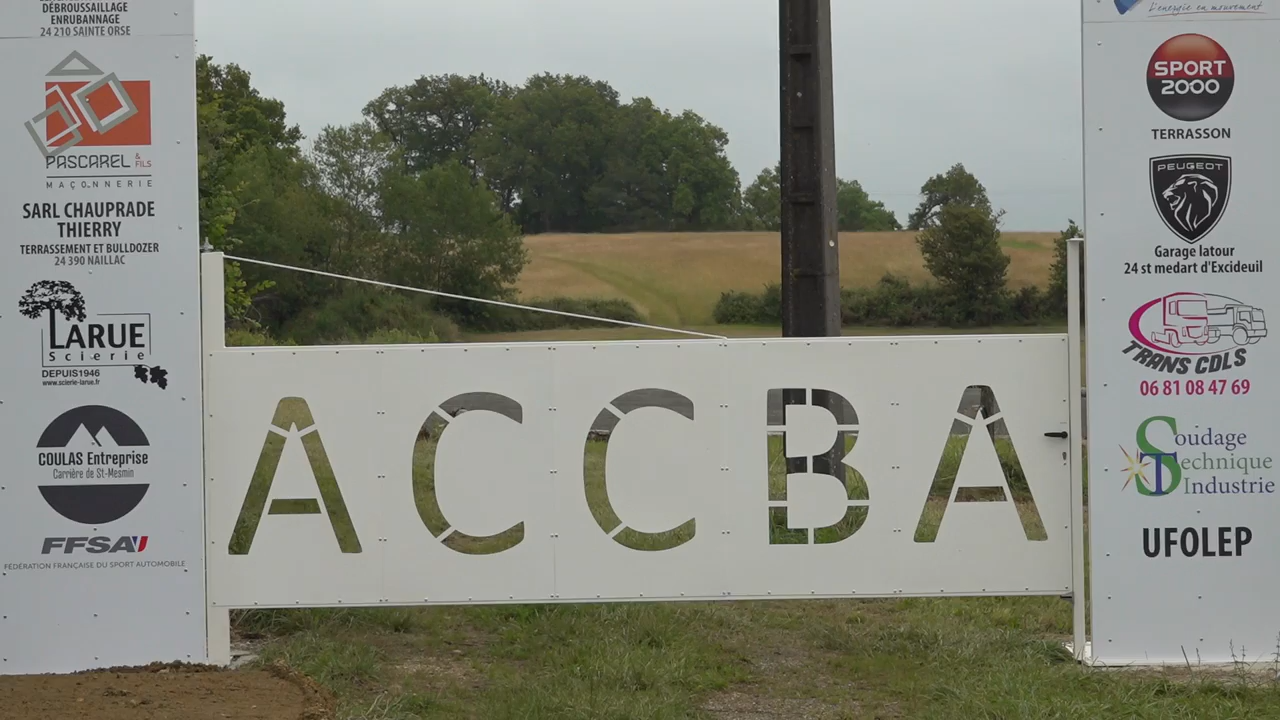 DÉBROUSSAILLAGE
ENRUBANNAGE
24 210 SAINTE ORSE
PASCAREL & FILS
MAÇONNERIE
SARL CHAUPRADE
THIERRY
TERRASSEMENT ET BULLDOZER
24 390 NAILLAC
LARUE
Scierie
DEPUIS 1946
www.scierie-larue.fr
COULAS Entreprise
Carrière de St-Mesmin
FFSA
FÉDÉRATION FRANÇAISE DU SPORT AUTOMOBILE
ACCBA
L'énergie en mouvement
SPORT
2000
TERRASSON
PEUGEOT
Garage latour
24 st medart d'Excideuil
TRANS CDLS
06 81 08 47 69
Soudage
Technique
Industrie
UFOLEP